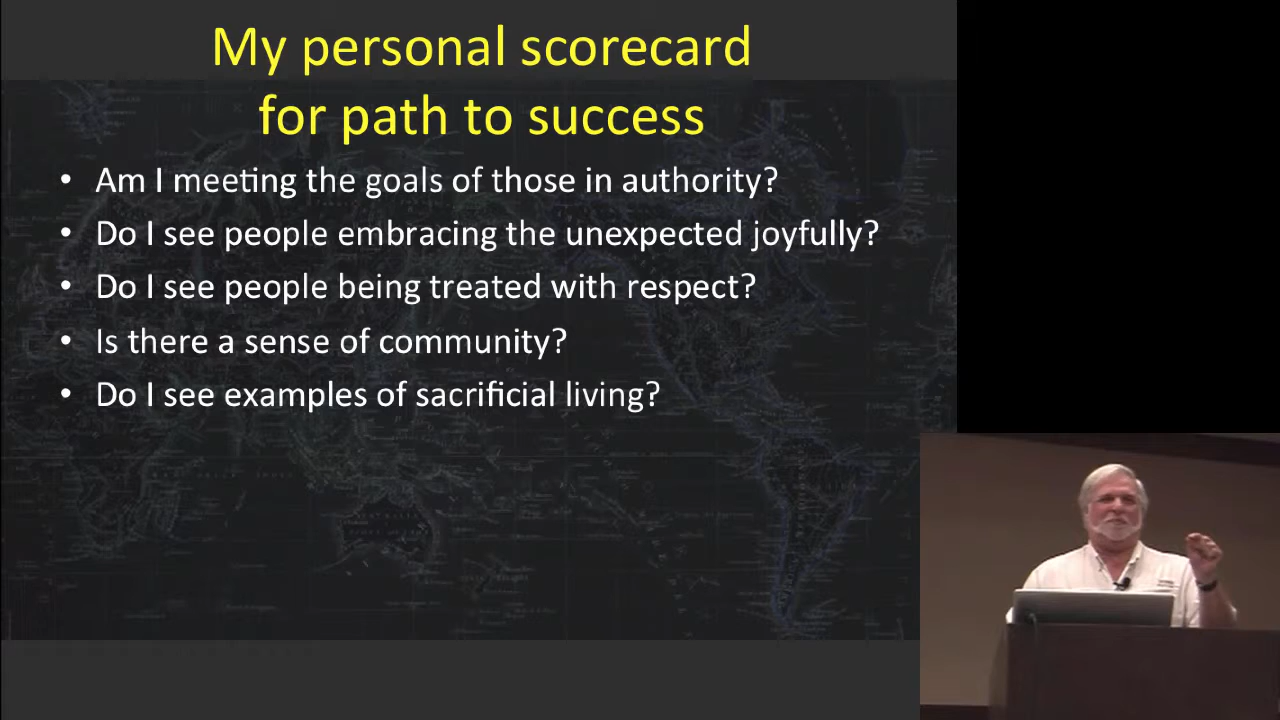 My personal scorecard
for path to success
• Am I meeting the goals of those in authority?
• Do I see people embracing the unexpected joyfully?
• Do I see people being treated with respect?
• Is there a sense of community?
• Do I see examples of sacrificial living?